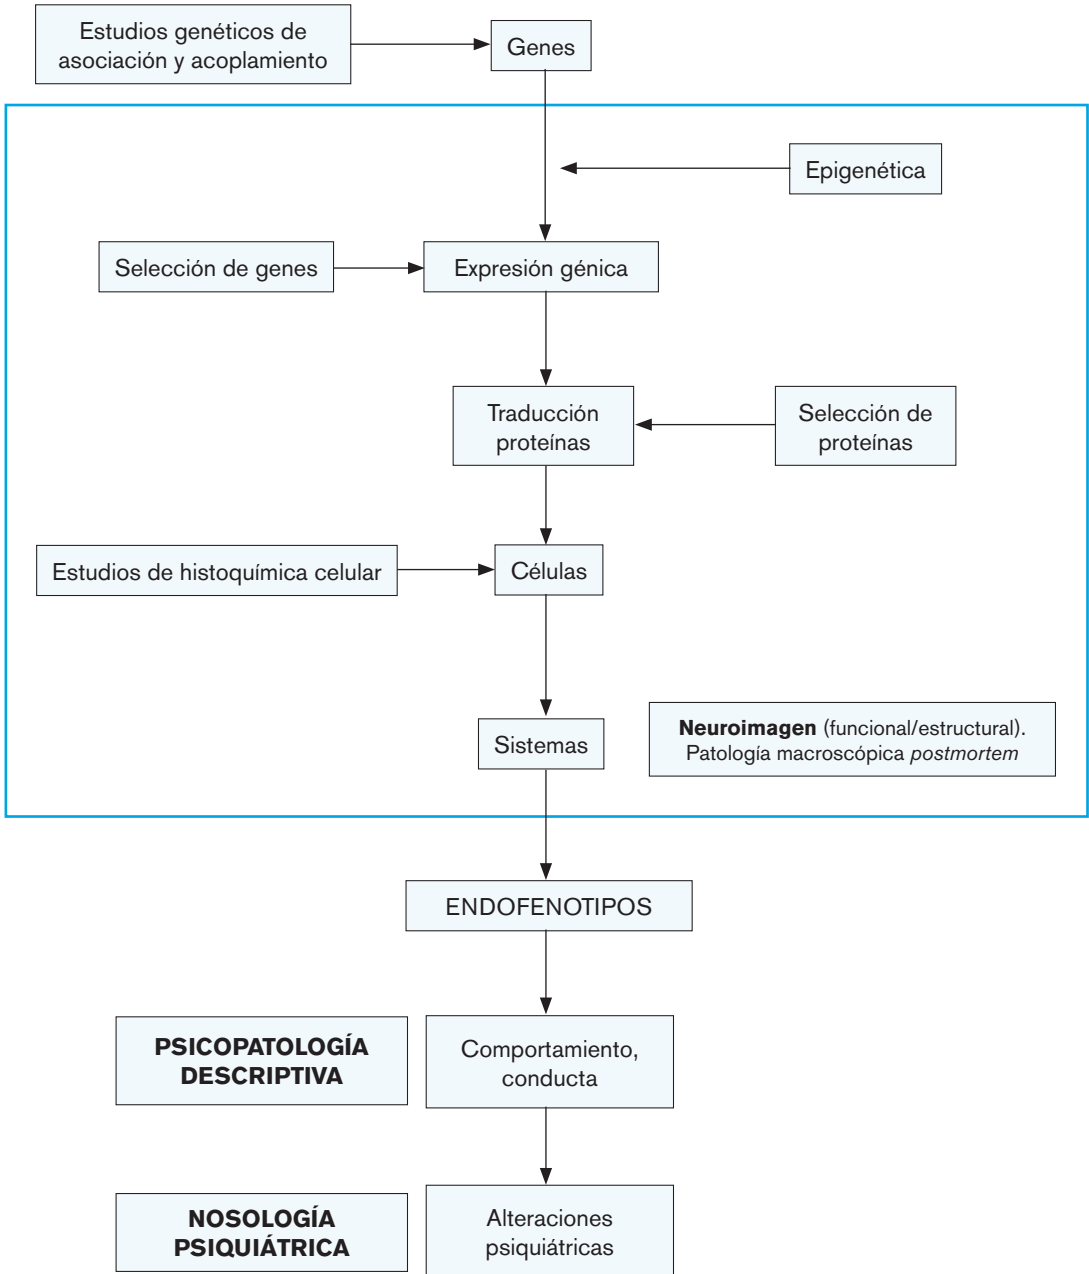 Estudios genéticos de
asociación y acoplamiento
Genes
Epigenética
Selección de genes
Expresión génica
Traducción
proteínas
Selección de
proteínas
Estudios de histoquímica celular
Células
Sistemas
Neuroimagen (funcional/estructural).
Patología macroscópica postmortem
ENDOFENOTIPOS
PSICOPATOLOGÍA
DESCRIPTIVA
Comportamiento,
conducta
NOSOLOGÍA
PSIQUIÁTRICA
Alteraciones
psiquiátricas